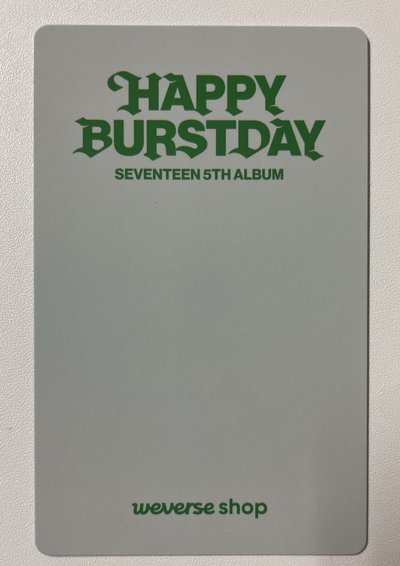 HAPPY
BURSTDAY
SEVENTEEN 5TH ALBUM
weverse shop